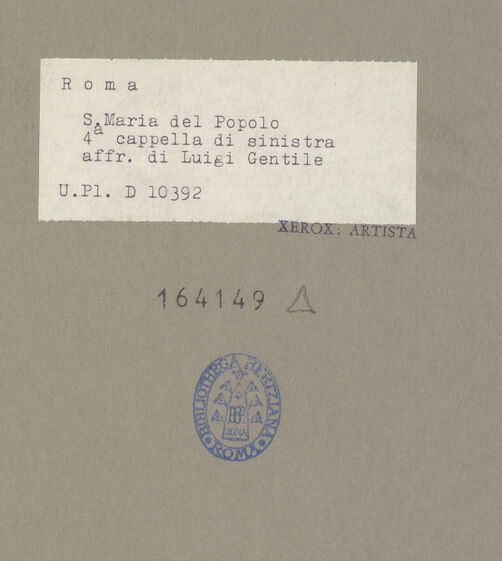 Roma
S.Maria del Popolo
4a cappella di sinistra
affr. di Luigi Gentile
U.Pl. D 10392
XEROX: ARTISTA
164149
BIBLIOTHECA HERTZIANA
ROMA